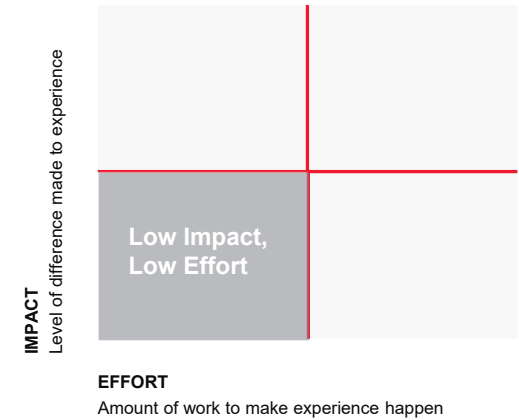 IMPACT
Level of difference made to experience
Low Impact,
Low Effort
EFFORT
Amount of work to make experience happen